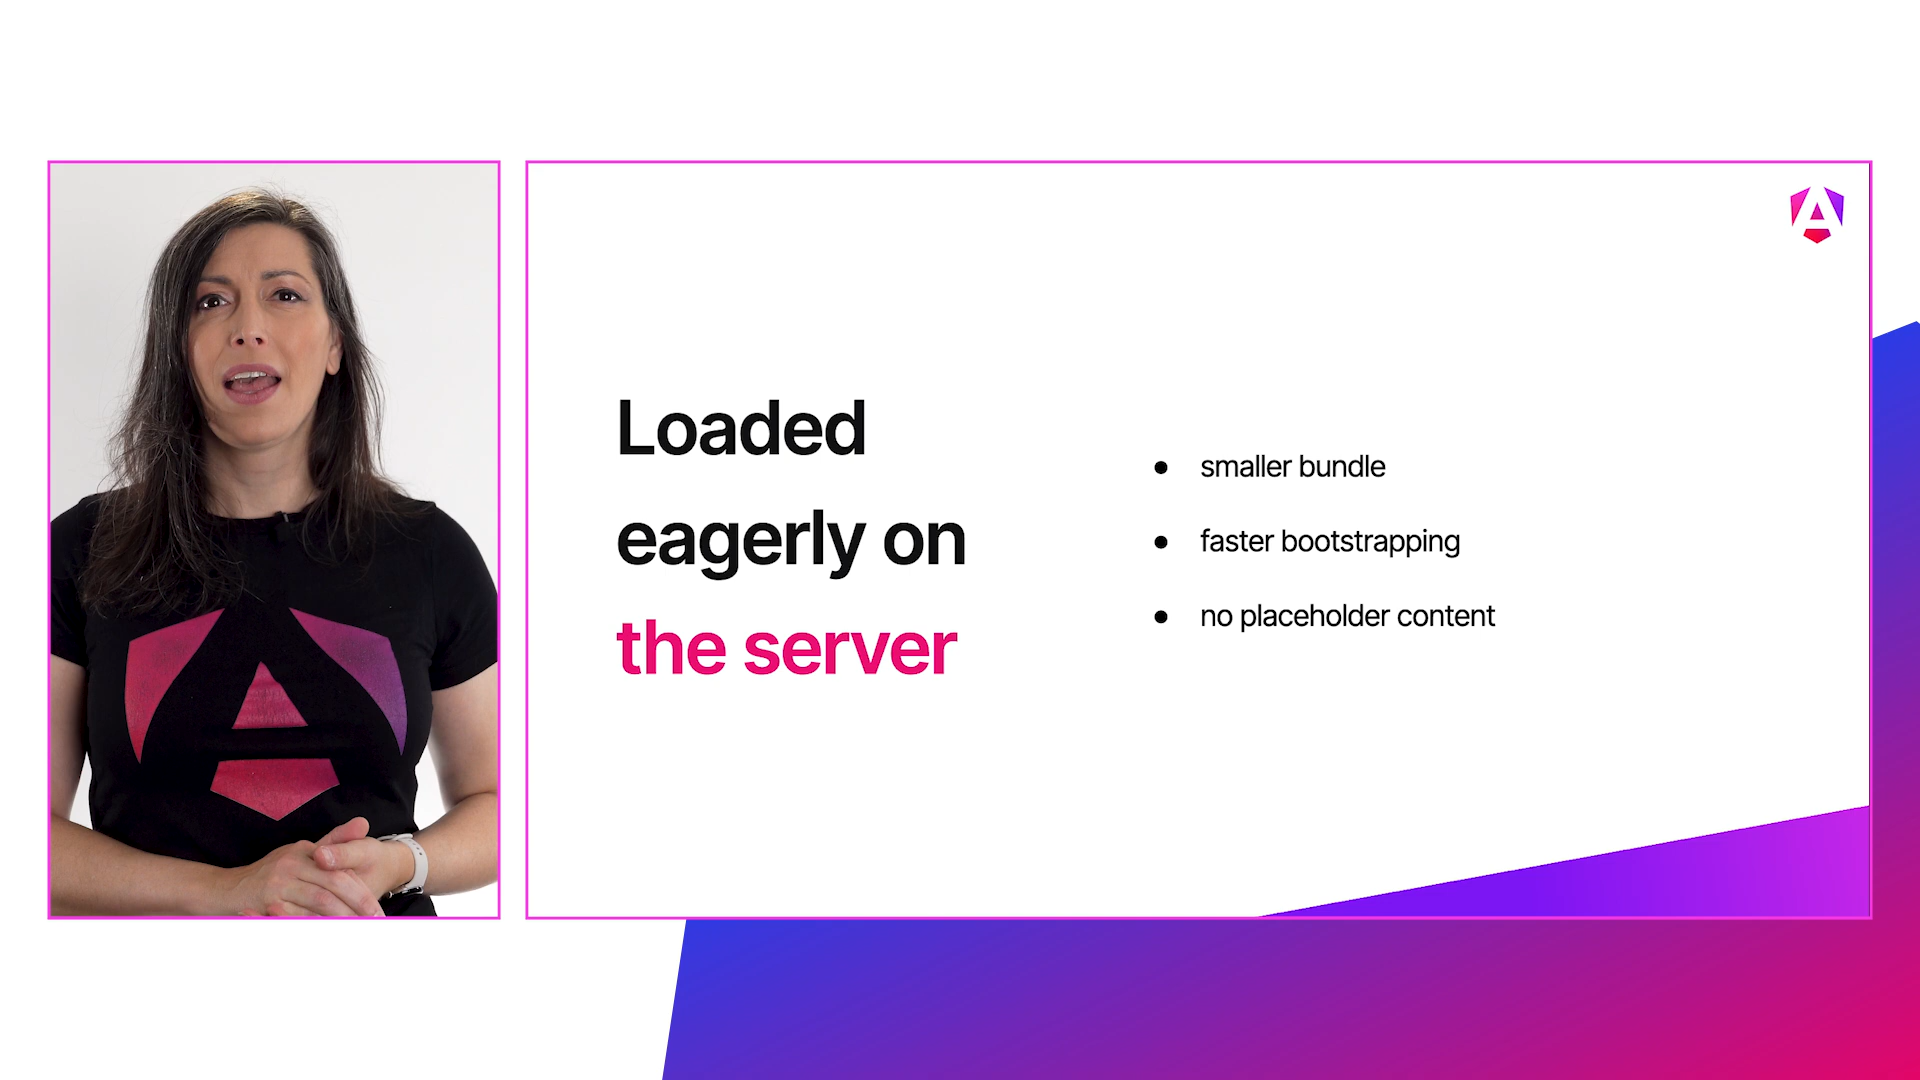 Loaded
eagerly on
the server
smaller bundle
faster bootstrapping
no placeholder content